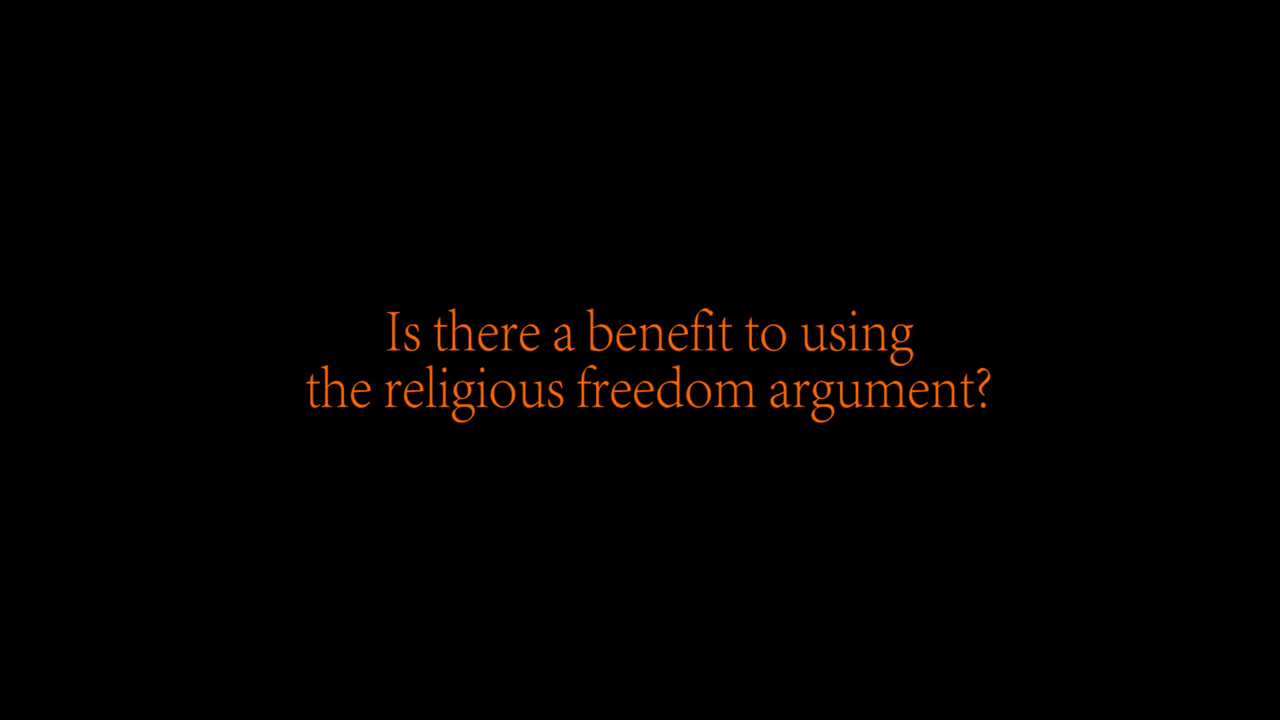 Is there a benefit to using
the religious freedom argument?